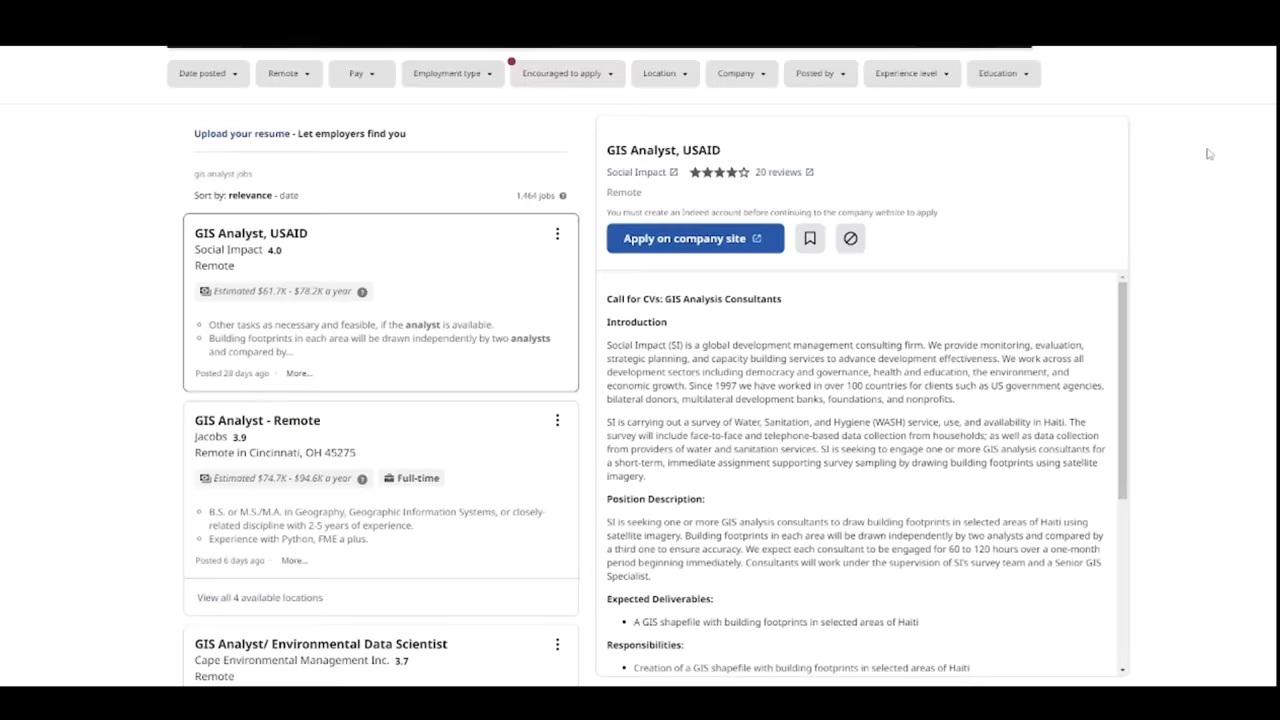 Date posted
Remote
Pay
Employment type
Encouraged to apply
Location
Company
Posted by
Experience level
Education
Upload your resume - Let employers find you
gis analyst jobs
Sort by: relevance - date
1,464 jobs
GIS Analyst, USAID
Social Impact 4.0
Remote
Estimated $61.7K - $78.2K a year
Other tasks as necessary and feasible, if the analyst is available.
Building footprints in each area will be drawn independently by two analysts
and compared by...
Posted 28 days ago · More...
GIS Analyst - Remote
Jacobs 3.9
Remote in Cincinnati, OH 45275
Estimated $74.7K - $94.6K a year
Full-time
B.S. or M.S./M.A. in Geography, Geographic Information Systems, or closely-
related discipline with 2-5 years of experience.
Experience with Python, FME a plus.
Posted 6 days ago · More...
View all 4 available locations
GIS Analyst/ Environmental Data Scientist
Cape Environmental Management Inc. 3.7
Remote
GIS Analyst, USAID
Social Impact
20 reviews
Remote
You must create an Indeed account before continuing to the company website to apply
Apply on company site
Call for CVs: GIS Analysis Consultants
Introduction
Social Impact (SI) is a global development management consulting firm. We provide monitoring, evaluation,
strategic planning, and capacity building services to advance development effectiveness. We work across all
development sectors including democracy and governance, health and education, the environment, and
economic growth. Since 1997 we have worked in over 100 countries for clients such as US government agencies,
bilateral donors, multilateral development banks, foundations, and nonprofits.
SI is carrying out a survey of Water, Sanitation, and Hygiene (WASH) service, use, and availability in Haiti. The
survey will include face-to-face and telephone-based data collection from households; as well as data collection
from providers of water and sanitation services. SI is seeking to engage one or more GIS analysis consultants for
a short-term, immediate assignment supporting survey sampling by drawing building footprints using satellite
imagery.
Position Description:
SI is seeking one or more GIS analysis consultants to draw building footprints in selected areas of Haiti using
satellite imagery. Building footprints in each area will be drawn independently by two analysts and compared by
a third one to ensure accuracy. We expect each consultant to be engaged for 60 to 120 hours over a one-month
period beginning immediately. Consultants will work under the supervision of SI's survey team and a Senior GIS
Specialist.
Expected Deliverables:
A GIS shapefile with building footprints in selected areas of Haiti
Responsibilities:
Creation of a GIS shapefile with building footprints in selected areas of Haiti